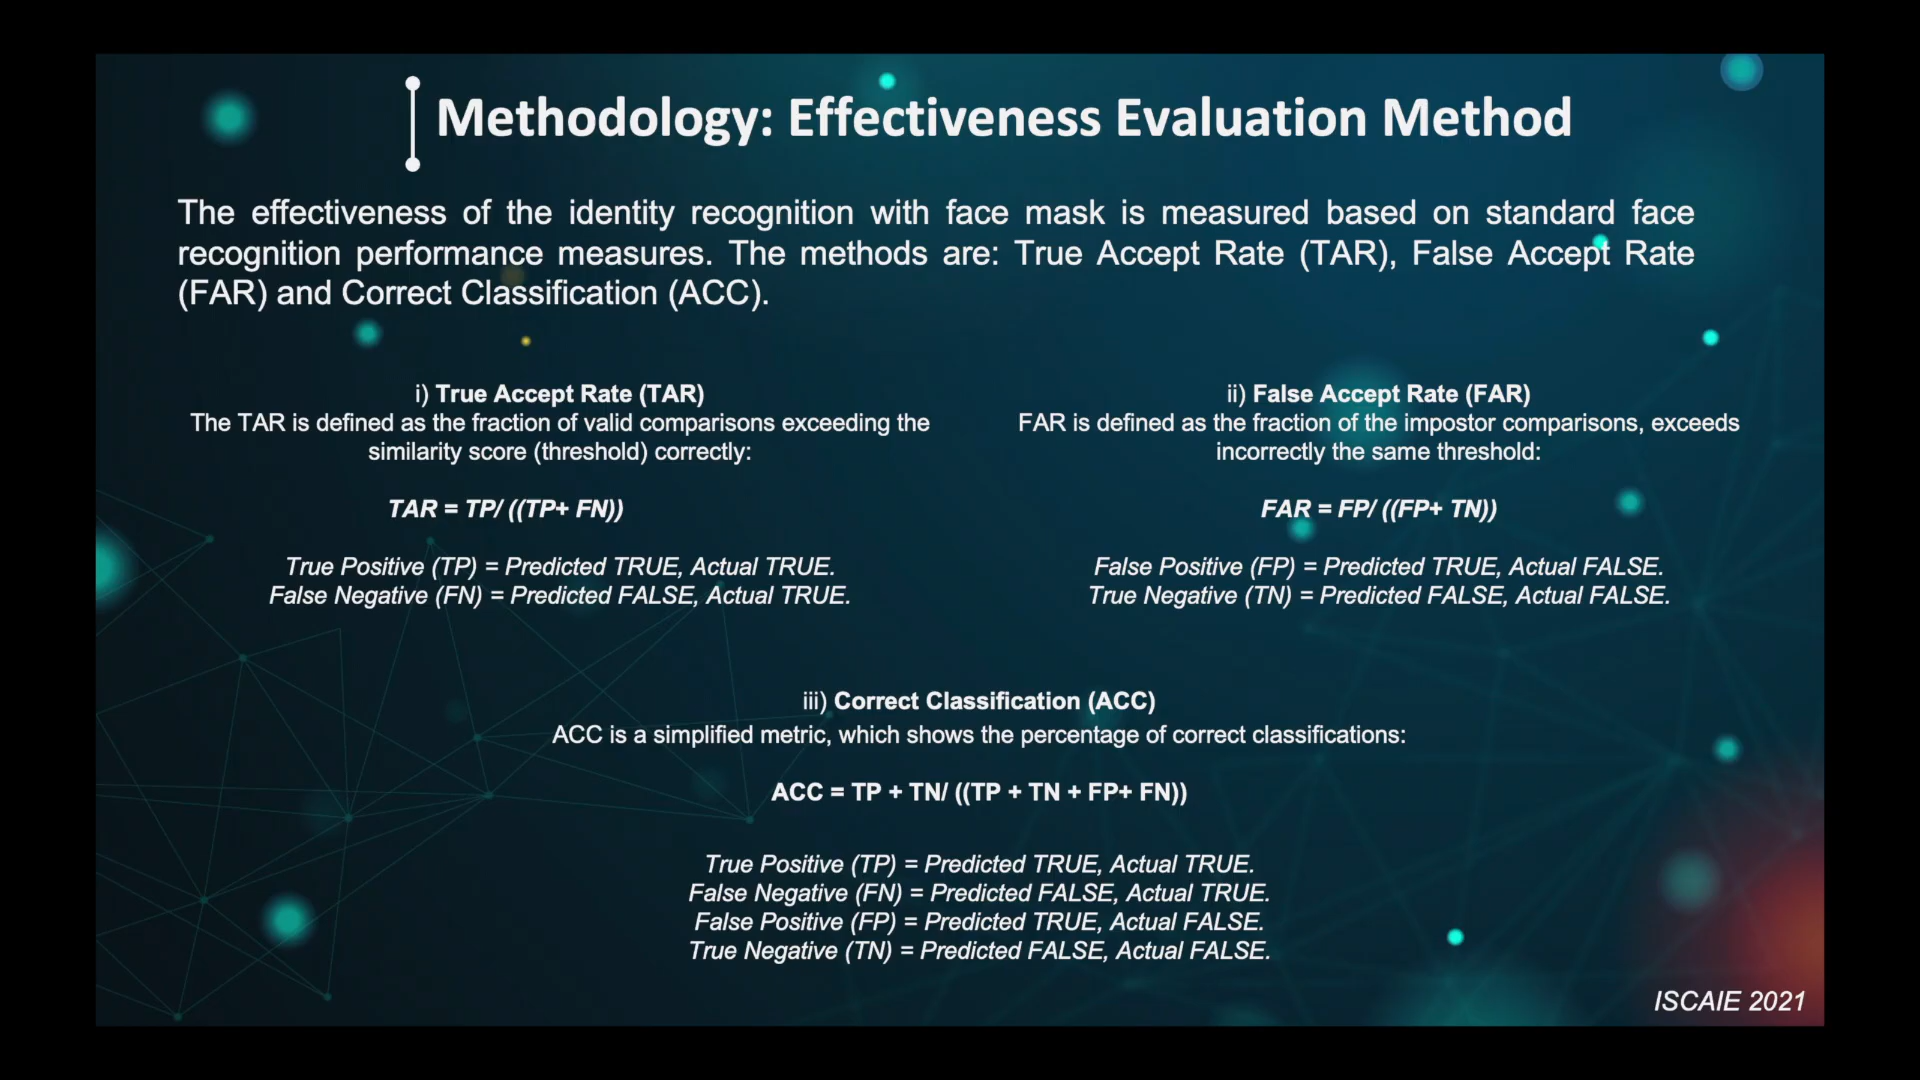 Methodology: Effectiveness Evaluation Method
The effectiveness of the identity recognition with face mask is measured based on standard face
recognition performance measures. The methods are: True Accept Rate (TAR), False Accept Rate
(FAR) and Correct Classification (ACC).
i) True Accept Rate (TAR)
The TAR is defined as the fraction of valid comparisons exceeding the
similarity score (threshold) correctly:
TAR = TP/ ((TP+ FN))
True Positive (TP) = Predicted TRUE, Actual TRUE.
False Negative (FN) = Predicted FALSE, Actual TRUE.
ii) False Accept Rate (FAR)
FAR is defined as the fraction of the impostor comparisons, exceeds
incorrectly the same threshold:
FAR = FP/ ((FP+ TN))
False Positive (FP) = Predicted TRUE, Actual FALSE.
True Negative (TN) = Predicted FALSE, Actual FALSE.
iii) Correct Classification (ACC)
ACC is a simplified metric, which shows the percentage of correct classifications:
ACC = TP + TN/ ((TP + TN + FP+ FN))
True Positive (TP) = Predicted TRUE, Actual TRUE.
False Negative (FN) = Predicted FALSE, Actual TRUE.
False Positive (FP) = Predicted TRUE, Actual FALSE.
True Negative (TN) = Predicted FALSE, Actual FALSE.
ISCAIE 2021